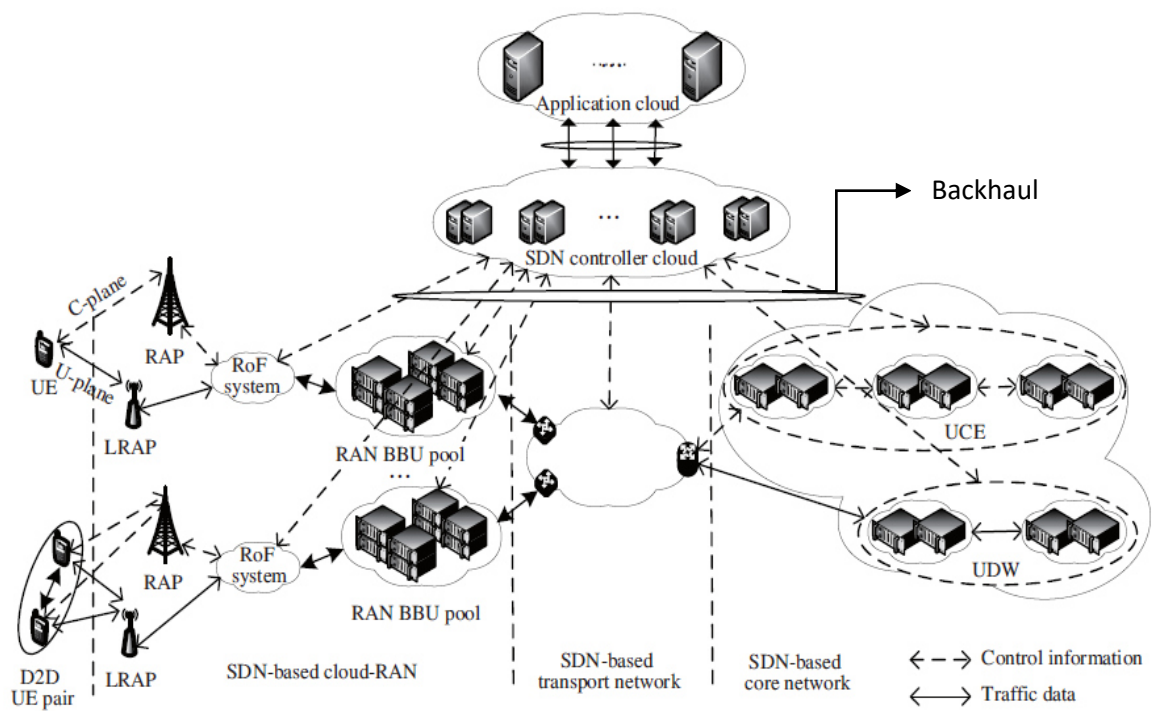 Application cloud
Backhaul
...
SDN controller cloud
C-plane
RAP
UE
U-plane
RoF
system
LRAP
RAN BBU pool
...
UCE
RAP
RoF
system
UDW
RAN BBU pool
D2D
UE pair
LRAP
SDN-based cloud-RAN
SDN-based
transport network
SDN-based
core network
Control information
Traffic data